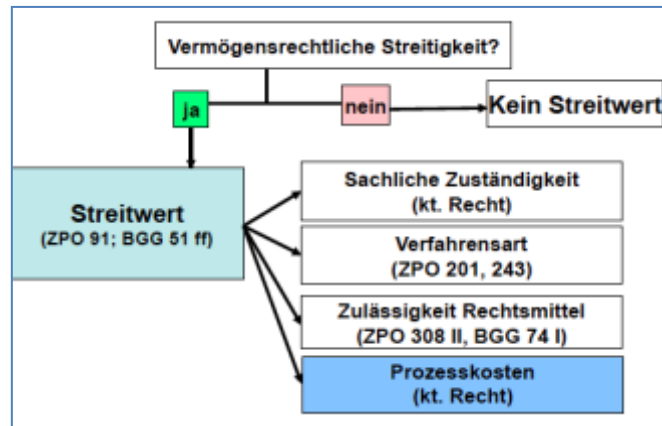 Vermögensrechtliche Streitigkeit?
ja
nein
Kein Streitwert
Streitwert
(ZPO 91; BGG 51 ff)
Sachliche Zuständigkeit
(kt. Recht)
Verfahrensart
(ZPO 201, 243)
Zulässigkeit Rechtsmittel
(ZPO 308 II, BGG 74 I)
Prozesskosten
(kt. Recht)